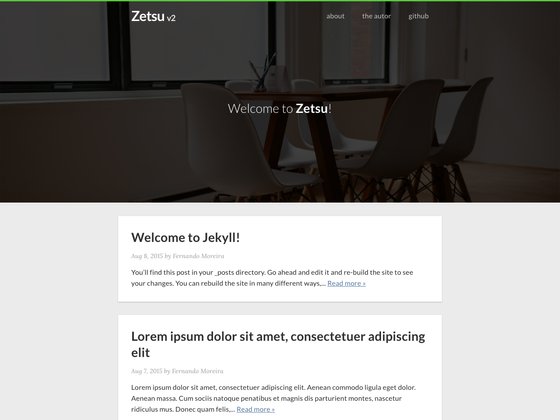 Zetsu v2
about the autor github
Welcome to Zetsu!
Welcome to Jekyll!
Aug 8, 2015 by Fernando Moreira
You'll find this post in your _posts directory. Go ahead and edit it and re-build the site to see
your changes. You can rebuild the site in many different ways,... Read more »
Lorem ipsum dolor sit amet, consectetuer adipiscing
elit
Aug 7, 2015 by Fernando Moreira
Lorem ipsum dolor sit amet, consectetuer adipiscing elit. Aenean commodo ligula eget dolor.
Aenean massa. Cum sociis natoque penatibus et magnis dis parturient montes, nascetur
ridiculus mus. Donec quam felis,... Read more »